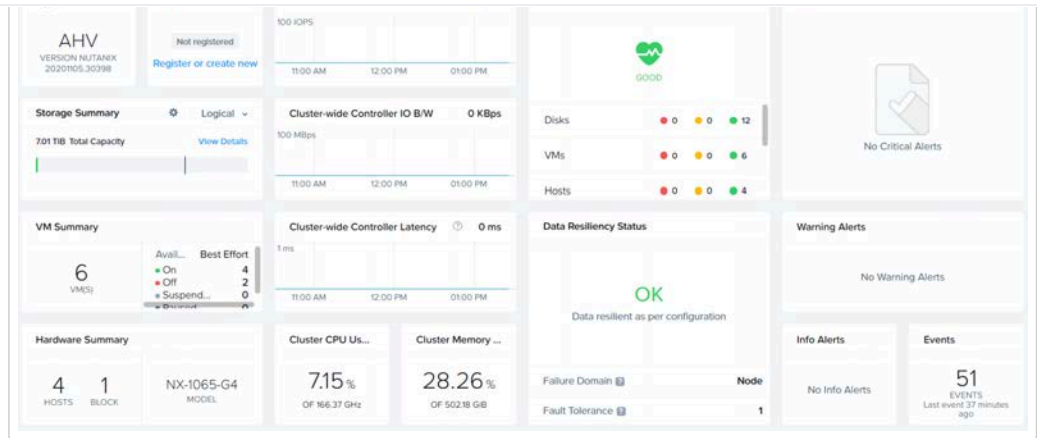 AHV
VERSION NUTANIX
20201105.30398
Not registered
Register or create new
100 IOPS
11:00 AM 12:00 PM 01:00 PM
GOOD
No Critical Alerts
Storage Summary Logical
7.01 TiB Total Capacity View Details
Cluster-wide Controller IO B/W 0 KBps
100 MBps
11:00 AM 12:00 PM 01:00 PM
Disks 0 0 12
VMs 0 0 6
Hosts 0 0 4
VM Summary
6
VM(S)
Avail... Best Effort
On 4
Off 2
Suspend... 0
Paused 0
Cluster-wide Controller Latency 0 ms
1 ms
11:00 AM 12:00 PM 01:00 PM
Data Resiliency Status
OK
Data resilient as per configuration
Failure Domain Node
Fault Tolerance 1
Warning Alerts
No Warning Alerts
Hardware Summary
4
HOSTS
1
BLOCK
NX-1065-G4
MODEL
Cluster CPU Us...
7.15 %
OF 166.37 GHz
Cluster Memory ...
28.26 %
OF 502.18 GiB
Info Alerts
No Info Alerts
Events
51
EVENTS
Last event 37 minutes
ago